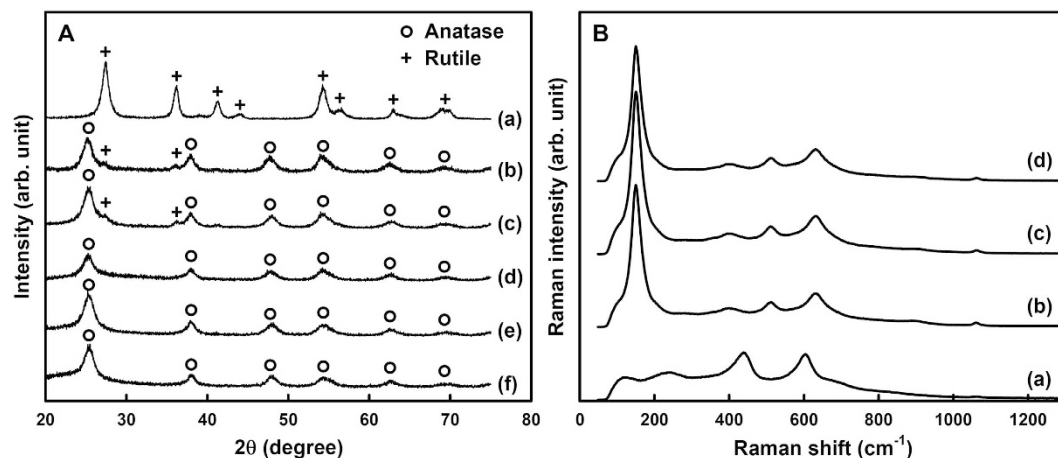 A
o Anatase
+ Rutile
(a)
(b)
(c)
(d)
(e)
(f)
Intensity (arb. unit)
20 30 40 50 60 70 80
2θ (degree)
B
(d)
(c)
(b)
(a)
Raman intensity (arb. unit)
0 200 400 600 800 1000 1200
Raman shift (cm⁻¹)